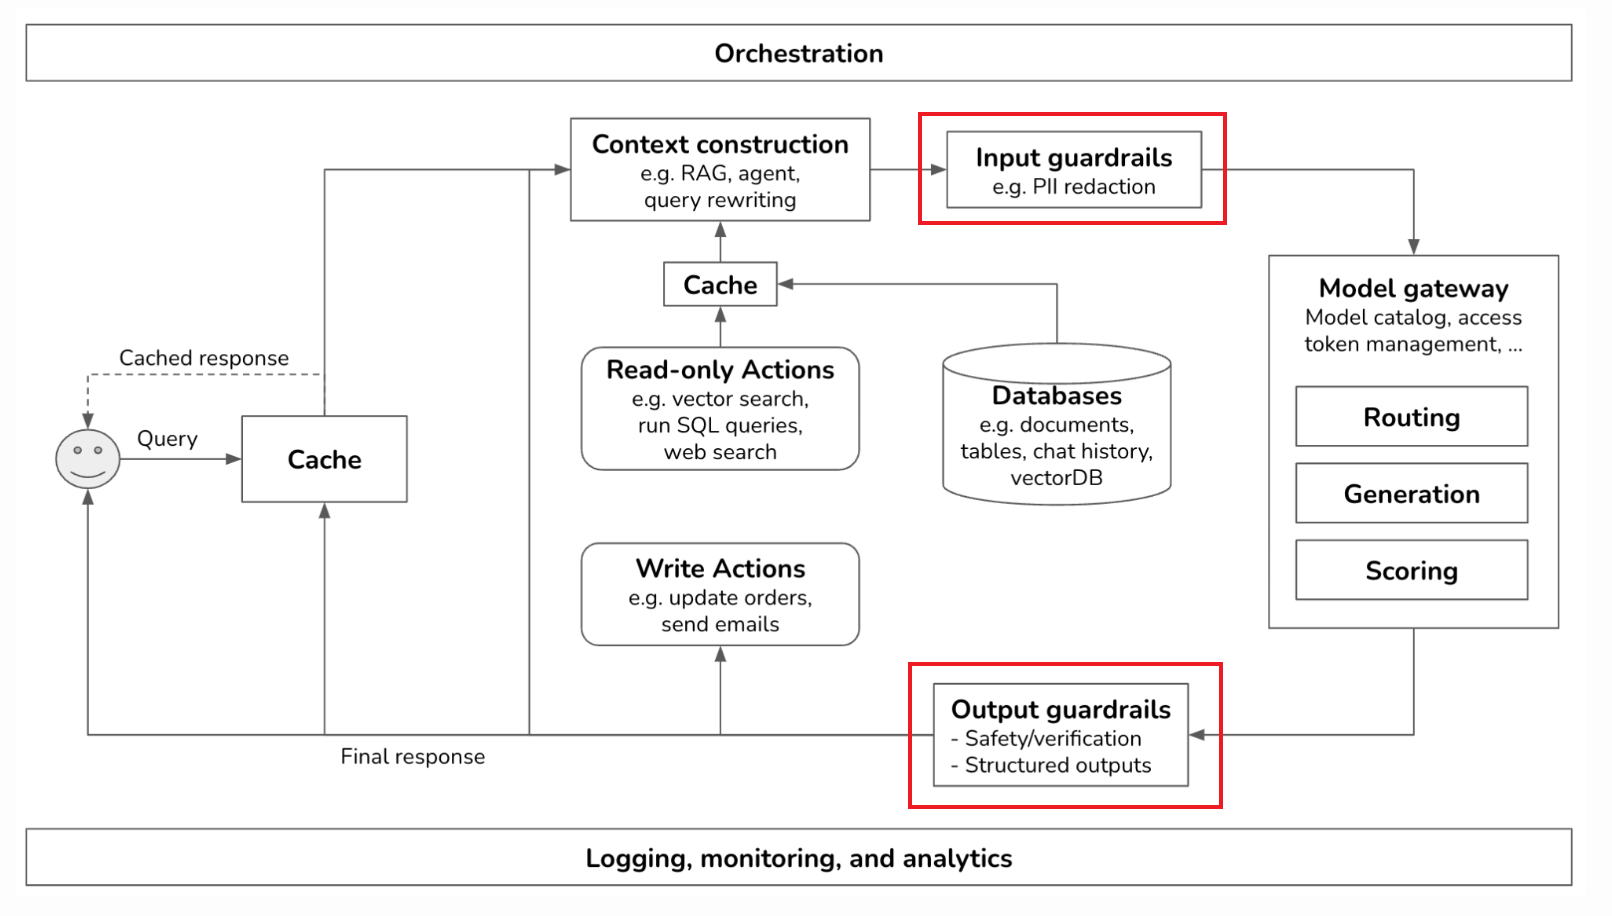 Orchestration
Context construction
e.g. RAG, agent,
query rewriting
Input guardrails
e.g. PII redaction
Cache
Model gateway
Model catalog, access
token management, ...
Cached response
Read-only Actions
e.g. vector search,
run SQL queries,
web search
Databases
e.g. documents,
tables, chat history,
vectorDB
Routing
Query
Cache
Generation
Write Actions
e.g. update orders,
send emails
Scoring
Output guardrails
- Safety/verification
- Structured outputs
Final response
Logging, monitoring, and analytics